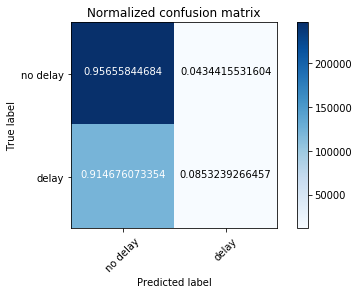 Normalized confusion matrix
True label
no delay
0.95655844684 0.0434415531604
delay
0.914676073354 0.0853239266457
no delay
delay
Predicted label
200000
150000
100000
50000